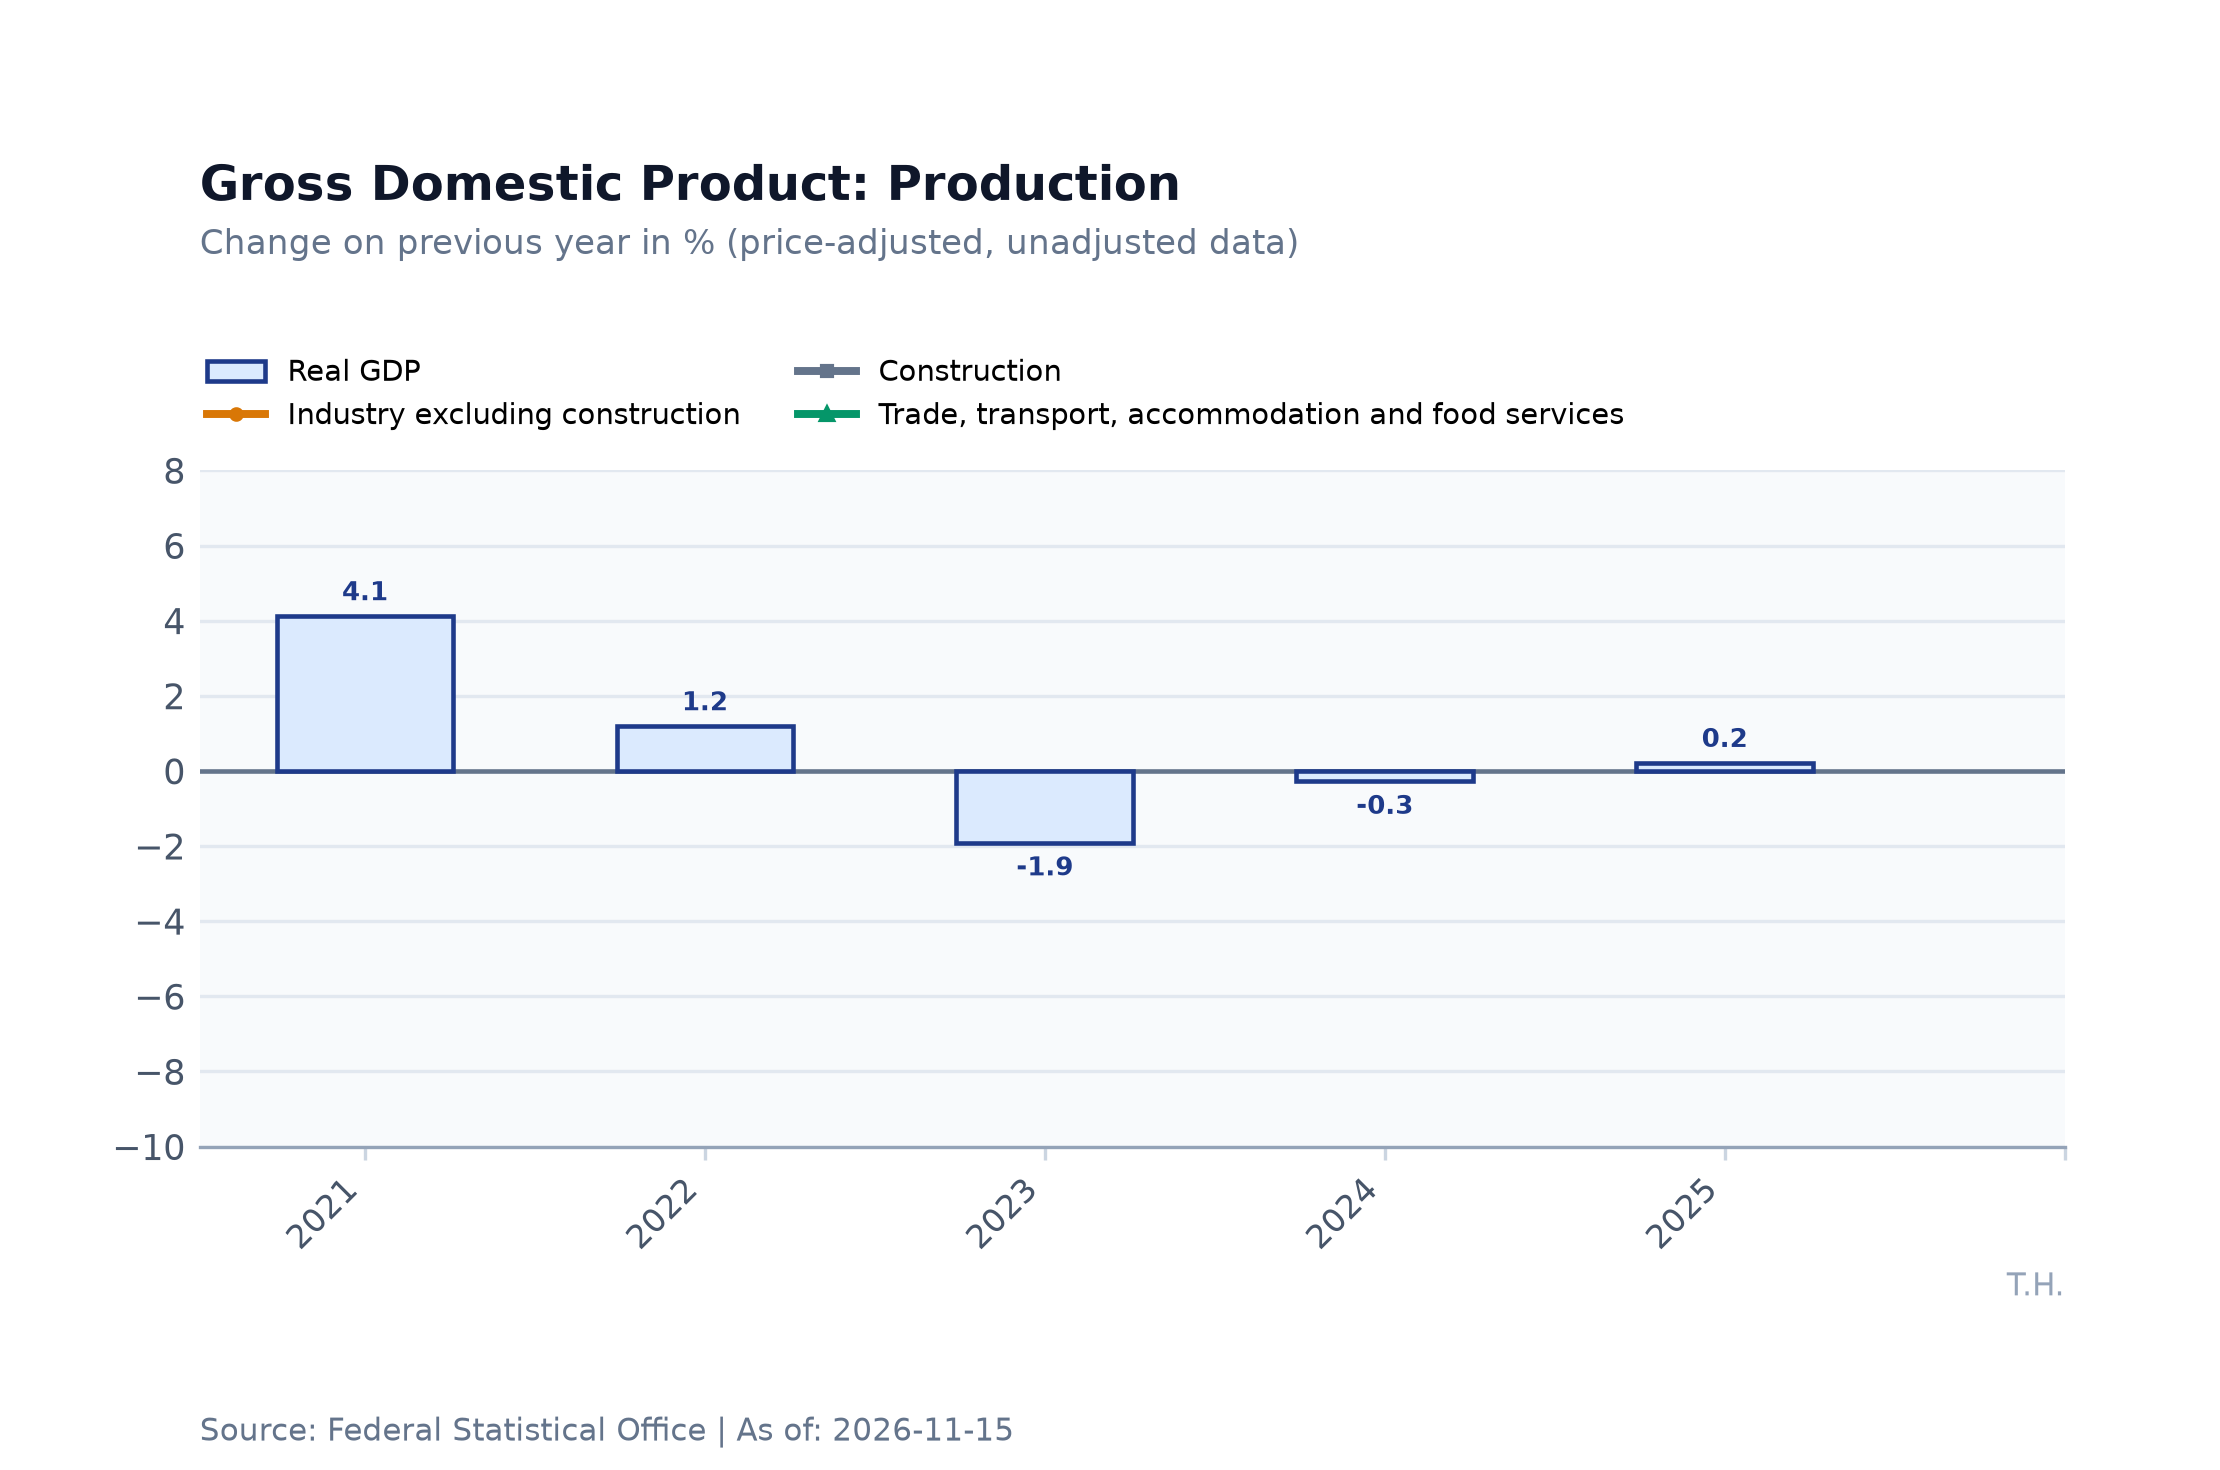 Gross Domestic Product: Production
Change on previous year in % (price-adjusted, unadjusted data)
Real GDP
Industry excluding construction
Construction
Trade, transport, accommodation and food services
8
6
4
2
0
−2
−4
−6
−8
−10
4.1
1.2
-1.9
-0.3
0.2
2021
2022
2023
2024
2025
T.H.
Source: Federal Statistical Office | As of: 2026-11-15